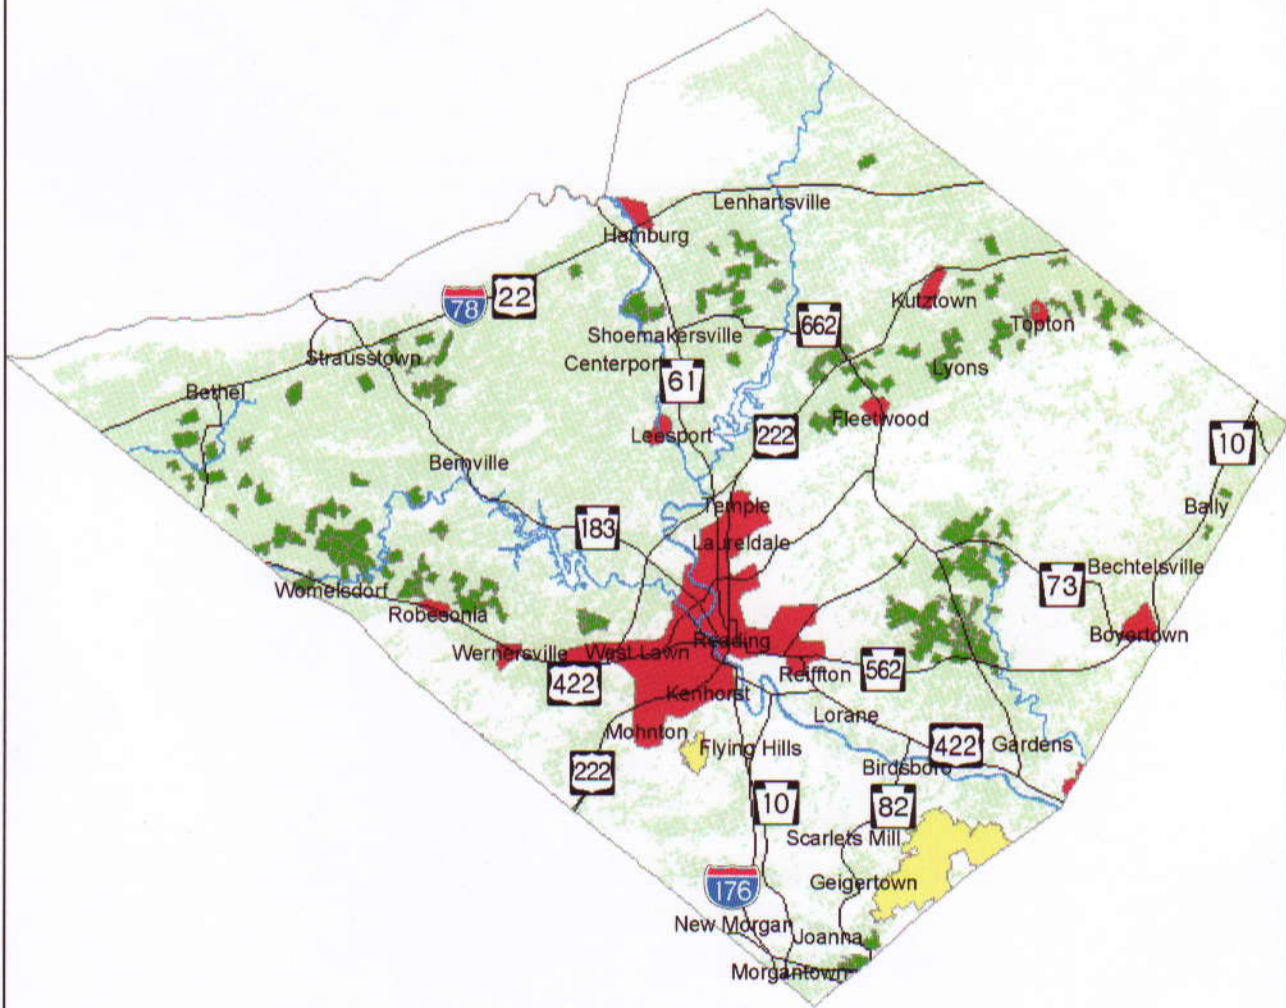 Lenhartsville
Hamburg
78
22
Kutztown
662
Topton
Shoemakersville
Strausstown
Centerport
Lyons
61
Bethel
Fleetwood
Leesport
222
10
Bernville
Temple
Bally
183
Laureldale
Bechtelsville
73
Womelsdorf
Robesonia
Boyertown
Reading
Wernersville
West Lawn
562
Reiffton
422
Kenhorst
Lorane
Mohnton
Flying Hills
422
Gardens
Birdsboro
222
10
82
Scarlets Mill
Geigertown
176
New Morgan
Joanna
Morgantown